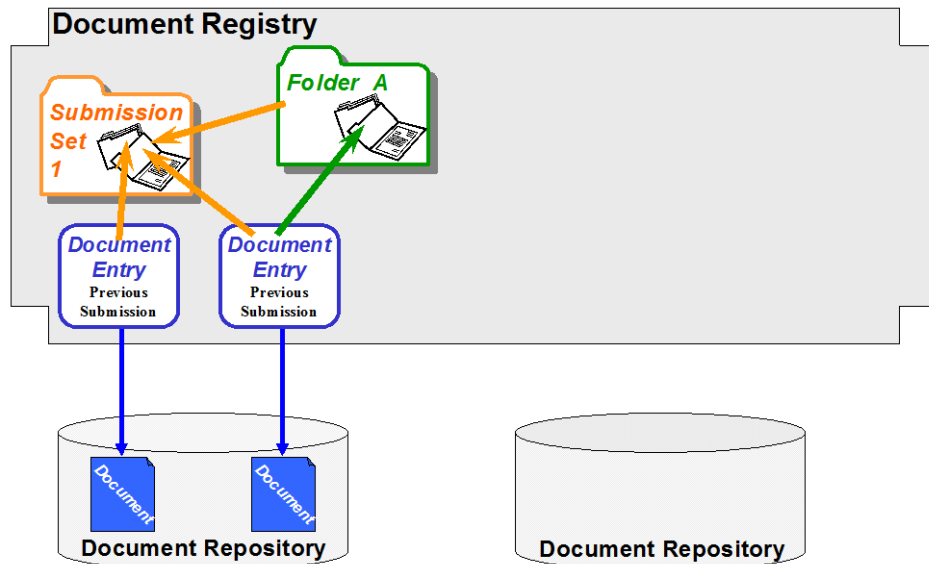 Document Registry
Submission
Set
1
Folder A
Document
Entry
Previous
Submission
Document
Entry
Previous
Submission
Document
Document
Document Repository
Document Repository